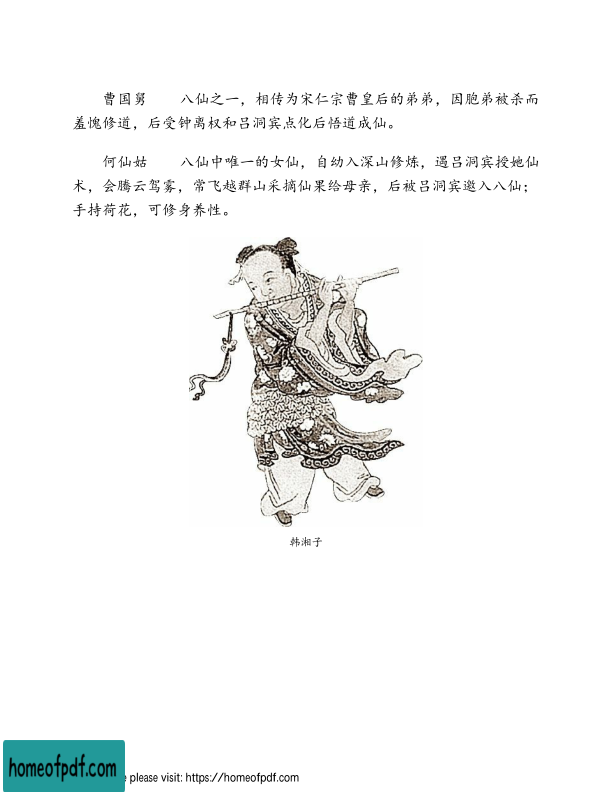 曹国舅　　八仙之一，相传为宋仁宗曹皇后的弟弟，因胞弟被杀而
羞愧修道，后受钟离权和吕洞宾点化后悟道成仙。
何仙姑　　八仙中唯一的女仙，自幼入深山修炼，遇吕洞宾授她仙
术，会腾云驾雾，常飞越群山采摘仙果给母亲，后被吕洞宾邀入八仙；
手持荷花，可修身养性。
韩湘子
homeofpdf.com
e please visit: https://homeofpdf.com